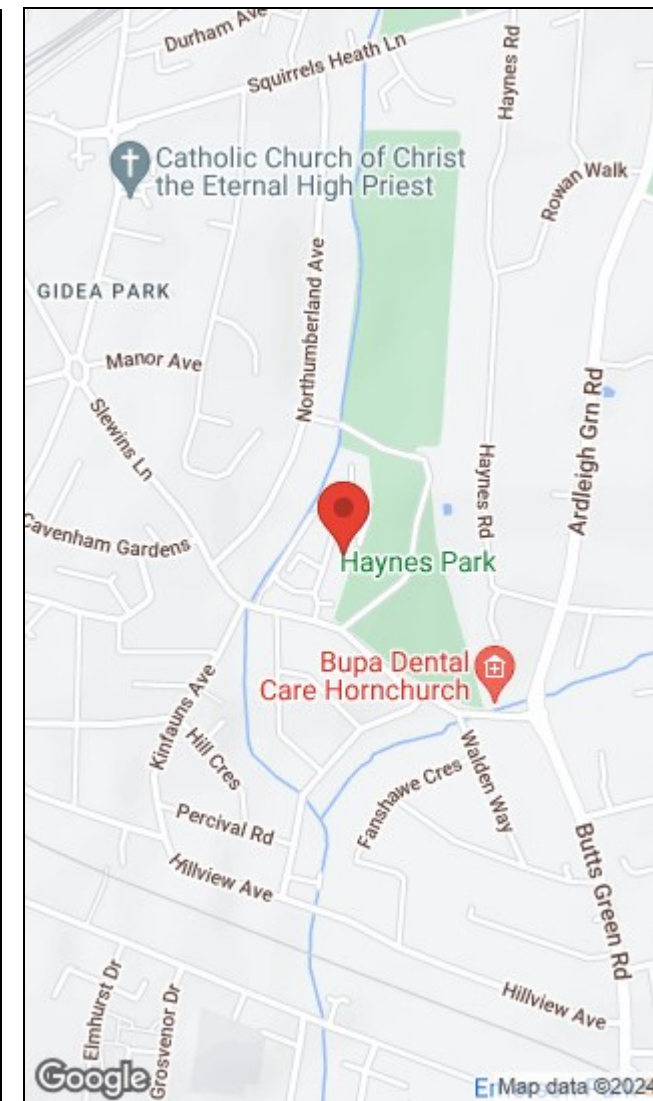 Durham Ave
Squirrels Heath Ln
Haynes Rd
Catholic Church of Christ
the Eternal High Priest
Rowan Walk
GIDEA PARK
Northumberland Ave
Manor Ave
Slewins Ln
Ardleigh Grn Rd
Haynes Rd
Cavenham Gardens
Haynes Park
Bupa Dental
Care Hornchurch
Kinfauns Ave
Hill Cres
Walden Way
Fanshawe Cres
Percival Rd
Hillview Ave
Butts Green Rd
Elmhurst Dr
Grosvenor Dr
Hillview Ave
Google
Map data ©2024